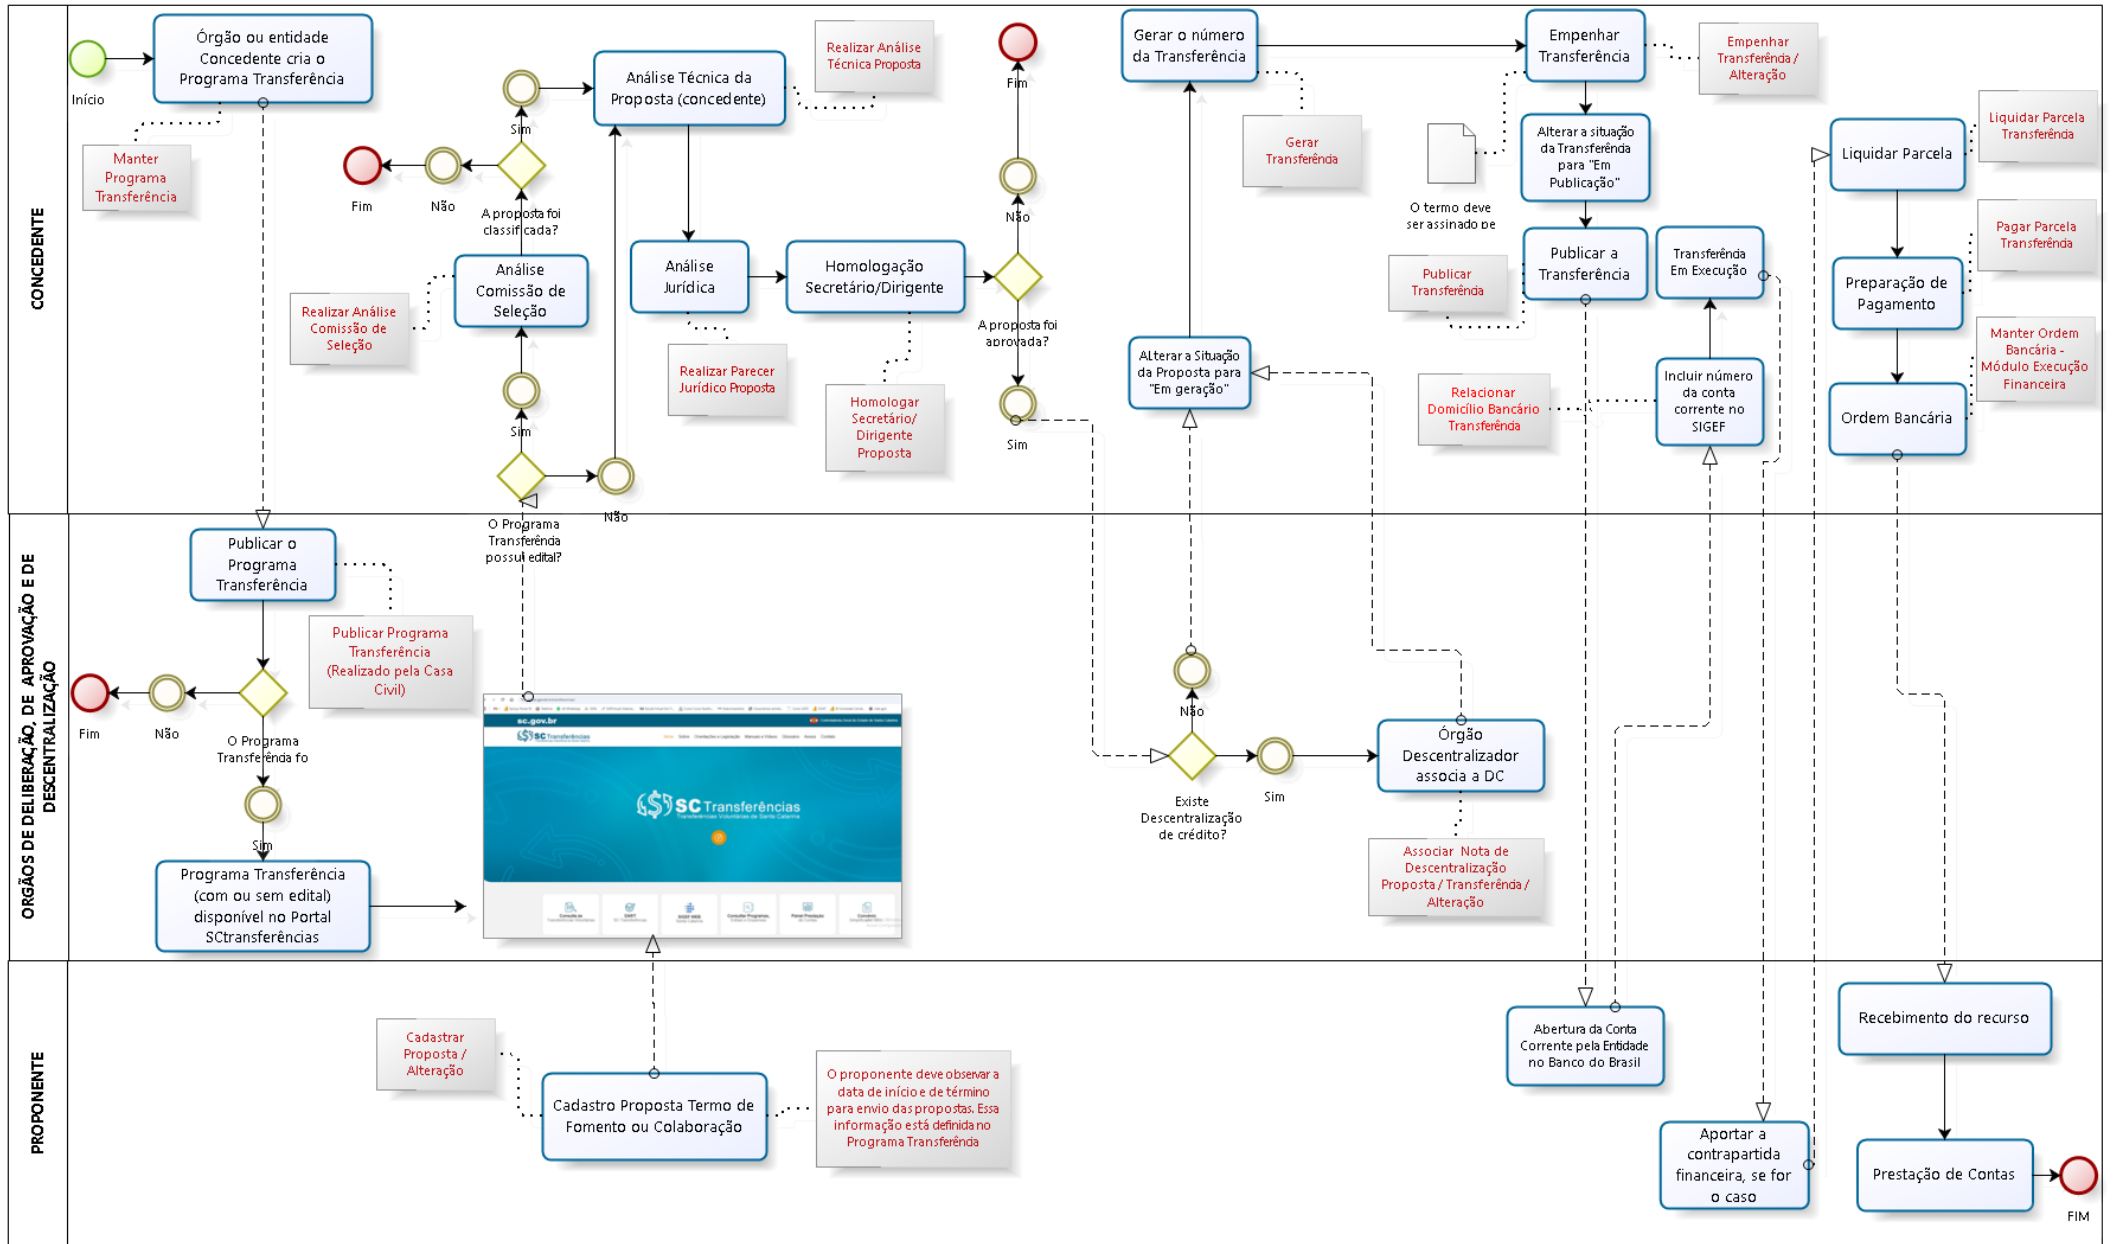 CONCEDENTE
Início
Órgão ou entidade
Concedente cria o
Programa Transferência
Manter
Programa
Transferência
Fim
Não
Sim
A proposta foi
classificada?
Análise Técnica da
Proposta (concedente)
Realizar Análise
Técnica Proposta
Realizar Análise
Comissão de
Seleção
Análise
Comissão de
Seleção
Sim
Não
O Programa
Transferência
possui edital?
Análise
Jurídica
Realizar Parecer
Jurídico Proposta
Homologação
Secretário/Dirigente
Homologar
Secretário/
Dirigente
Proposta
Fim
Não
A proposta foi
aprovada?
Sim
Gerar o número
da Transferência
Gerar
Transferência
ALterar a Situação
da Proposta para
"Em geração"
Empenhar
Transferência
Empenhar
Transferência /
Alteração
O termo deve
ser assinado pe
Alterar a situação
da Transferência
para "Em
Publicação"
Publicar a
Transferência
Publicar
Transferência
Transferência
Em Execução
Relacionar
Domicílio Bancário
Transferência
Incluir número
da conta
corrente no
SIGEF
Liquidar Parcela
Liquidar Parcela
Transferência
Preparação de
Pagamento
Pagar Parcela
Transferência
Ordem Bancária
Manter Ordem
Bancária -
Módulo Execução
Financeira
ORGÃOS DE DELIBERAÇÃO, DE APROVAÇÃO E DE
DESCENTRALIZAÇÃO
Publicar o
Programa
Transferência
Publicar Programa
Transferência
(Realizado pela Casa
Civil)
Fim
Não
O Programa
Transferência fo
Sim
Programa Transferência
(com ou sem edital)
disponível no Portal
SCtransferências
sc.gov.br
SCTransferências
SCTransferências
Transferências Voluntárias de Santa Catarina
Não
Existe
Descentralização
de crédito?
Sim
Órgão
Descentralizador
associa a DC
Associar Nota de
Descentralização
Proposta / Transferência /
Alteração
PROPONENTE
Cadastrar
Proposta /
Alteração
Cadastro Proposta Termo de
Fomento ou Colaboração
O proponente deve observar a
data de início e de término
para envio das propostas. Essa
informação está definida no
Programa Transferência
Abertura da Conta
Corrente pela Entidade
no Banco do Brasil
Aportar a
contrapartida
financeira, se for
o caso
Recebimento do recurso
Prestação de Contas
FIM